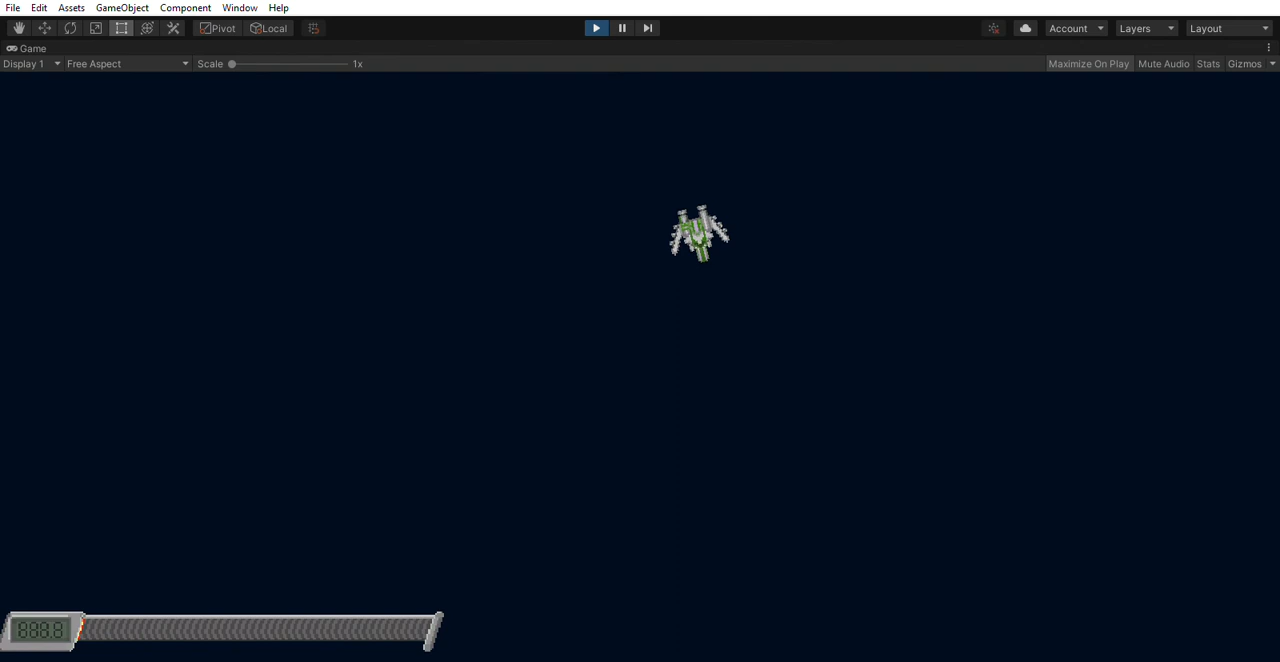 File Edit Assets GameObject Component Window Help
Pivot Local Account Layers Layout
Game
Display 1 Free Aspect Scale 1x Maximize On Play Mute Audio Stats Gizmos
888.8